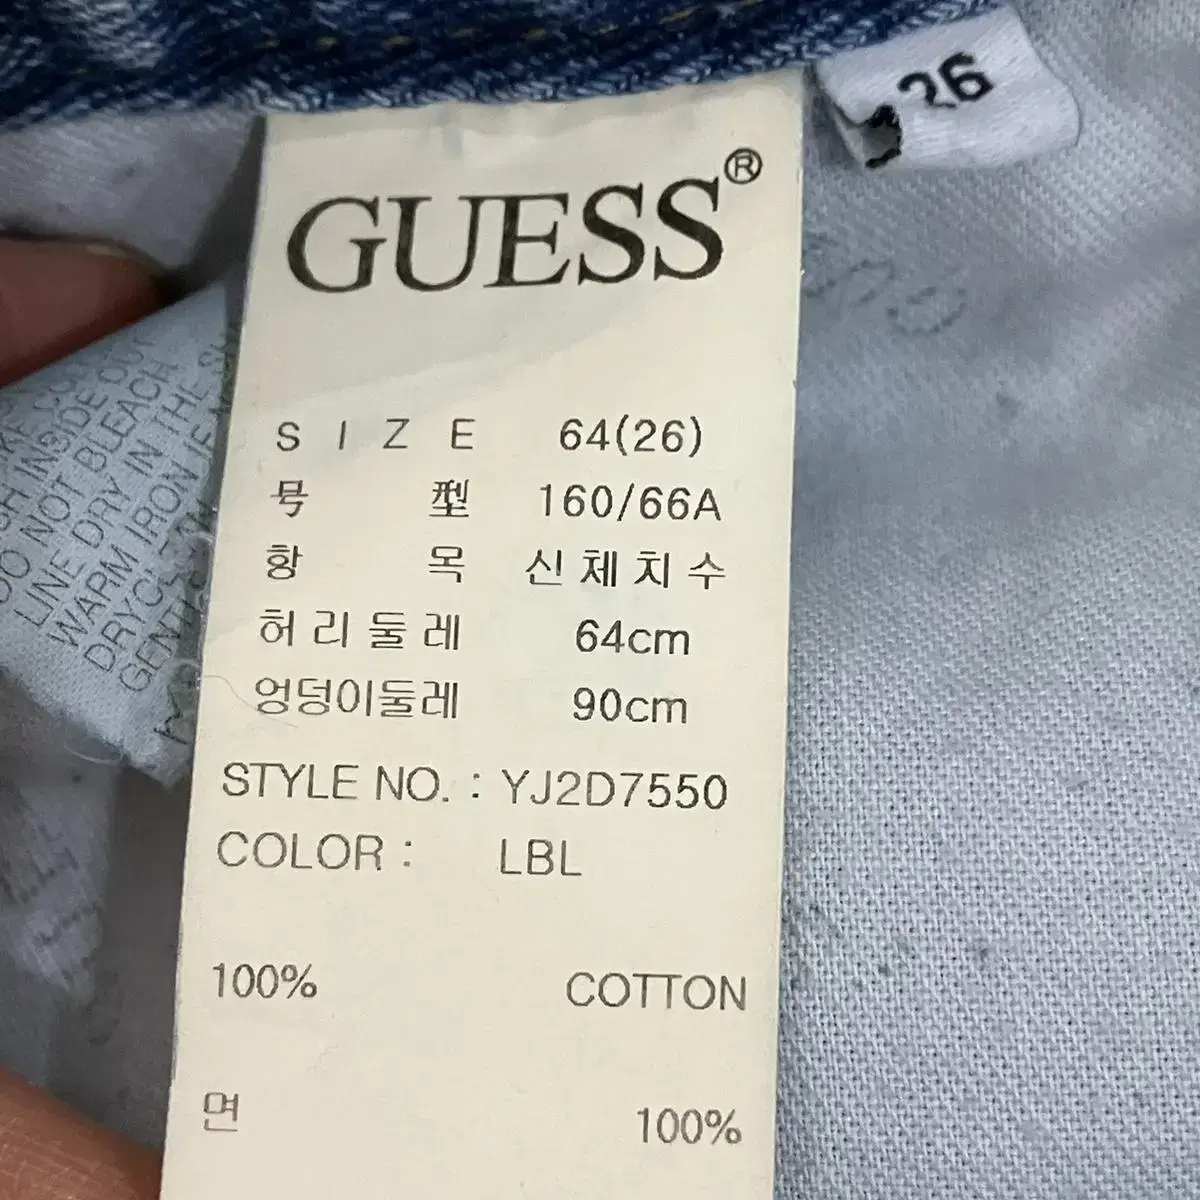 26
GUESS®
SIZE 64(26)
号型 160/66A
항목 신체치수
허리둘레 64cm
엉덩이둘레 90cm
STYLE NO. : YJ2D7550
COLOR : LBL
100% COTTON
면 100%
INSIDE OUT
DO NOT BLEACH
LINE DRY IN THE
WARM IRON